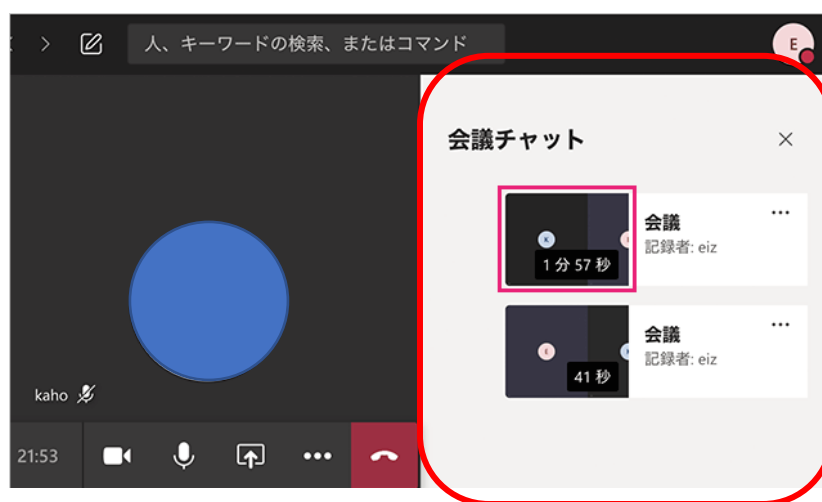 人、キーワードの検索、またはコマンド
E
会議チャット
会議
記録者: eiz
K
1 分 57 秒
会議
記録者: eiz
E
41 秒
kaho
21:53